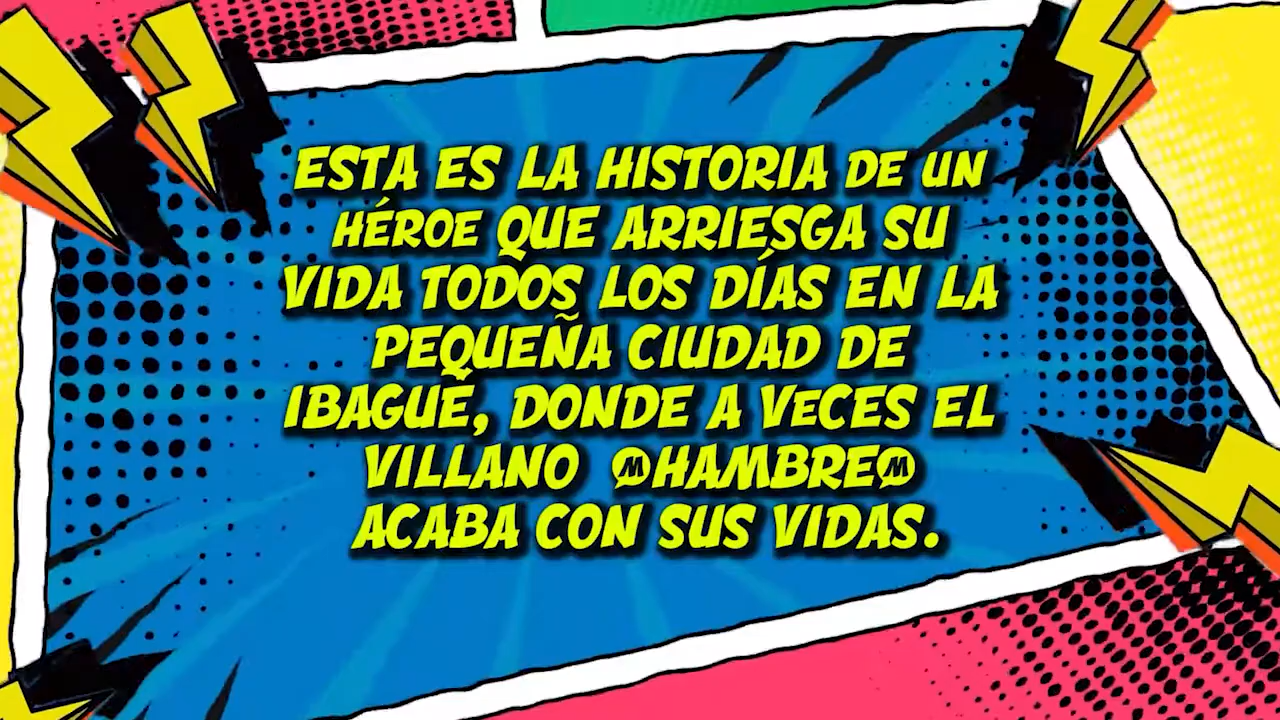 ESTA ES LA HISTORIA DE UN
HÉROE QUE ARRIESGA SU
VIDA TODOS LOS DÍAS EN LA
PEQUEÑA CIUDAD DE
IBAGUÉ, DONDE A VECES EL
VILLANO HAMBRE
ACABA CON SUS VIDAS.